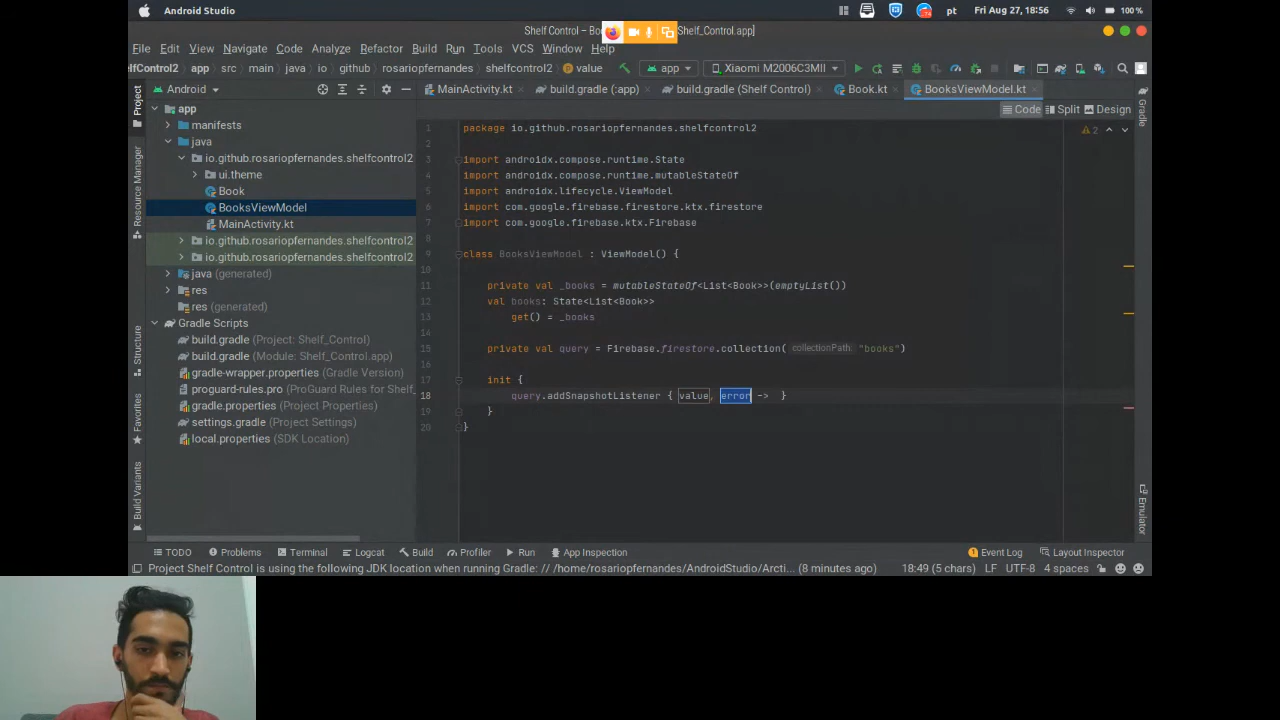 Android Studio
pt
Fri Aug 27, 18:56
100 %
Shelf Control – Bo
Shelf_Control.app]
File Edit View Navigate Code Analyze Refactor Build Run Tools VCS Window Help
elfControl2 app src main java io github rosariopfernandes shelfcontrol2 value
app
Xiaomi M2006C3MII
Android
MainActivity.kt
build.gradle (:app)
build.gradle (Shelf Control)
Book.kt
BooksViewModel.kt
Code Split Design
Project
Resource Manager
Structure
Favorites
Build Variants
app
manifests
java
io.github.rosariopfernandes.shelfcontrol2
ui.theme
Book
BooksViewModel
MainActivity.kt
io.github.rosariopfernandes.shelfcontrol2
io.github.rosariopfernandes.shelfcontrol2
java (generated)
res
res (generated)
Gradle Scripts
build.gradle (Project: Shelf_Control)
build.gradle (Module: Shelf_Control.app)
gradle-wrapper.properties (Gradle Version)
proguard-rules.pro (ProGuard Rules for Shelf_
gradle.properties (Project Properties)
settings.gradle (Project Settings)
local.properties (SDK Location)
1 package io.github.rosariopfernandes.shelfcontrol2
2
3 import androidx.compose.runtime.State
4 import androidx.compose.runtime.mutableStateOf
5 import androidx.lifecycle.ViewModel
6 import com.google.firebase.firestore.ktx.firestore
7 import com.google.firebase.ktx.Firebase
8
9 class BooksViewModel : ViewModel() {
10
11 private val _books = mutableStateOf<List<Book>>(emptyList())
12 val books: State<List<Book>>
13 get() = _books
14
15 private val query = Firebase.firestore.collection( collectionPath: "books")
16
17 init {
18 query.addSnapshotListener { value, error -> }
19 }
20 }
2
Gradle
Emulator
TODO Problems Terminal Logcat Build Profiler Run App Inspection
Event Log Layout Inspector
Project Shelf Control is using the following JDK location when running Gradle: // /home/rosariopfernandes/AndroidStudio/Arcti... (8 minutes ago)
18:49 (5 chars) LF UTF-8 4 spaces